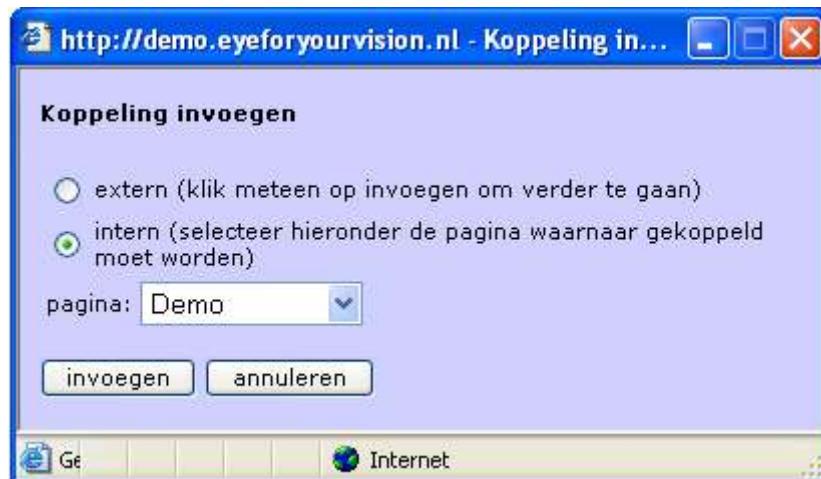 http://demo.eyeforyourvision.nl - Koppeling in...
Koppeling invoegen
extern (klik meteen op invoegen om verder te gaan)
intern (selecteer hieronder de pagina waarnaar gekoppeld
moet worden)
pagina: Demo
invoegen annuleren
Ge Internet